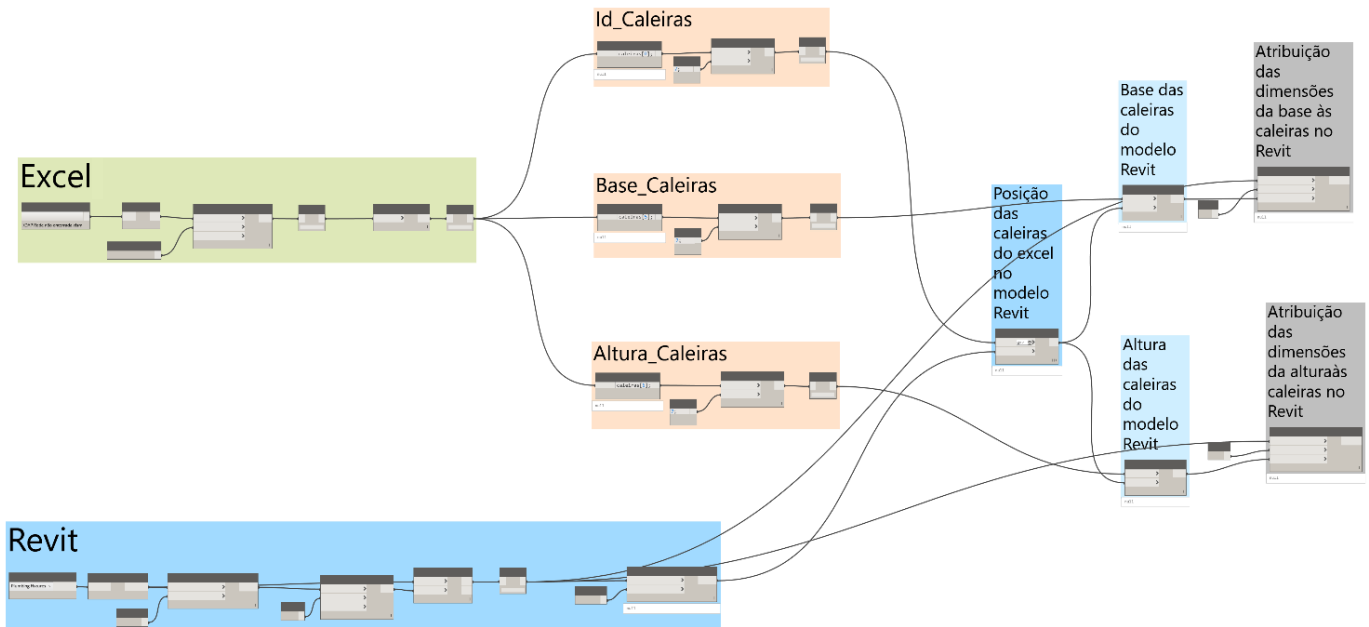 Id_Caleiras
Excel
Base_Caleiras
Altura_Caleiras
Revit
Posição
das
caleiras
do excel
no
modelo
Revit
Base das
caleiras
do
modelo
Revit
Altura
das
caleiras
do
modelo
Revit
Atribuição
das
dimensões
da base às
caleiras no
Revit
Atribuição
das
dimensões
da alturaàs
caleiras no
Revit